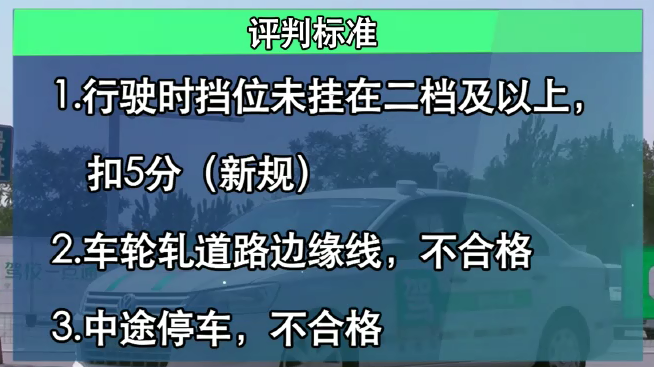 评判标准
1.行驶时挡位未挂在二档及以上，
扣5分（新规）
2.车轮轧道路边缘线，不合格
3.中途停车，不合格